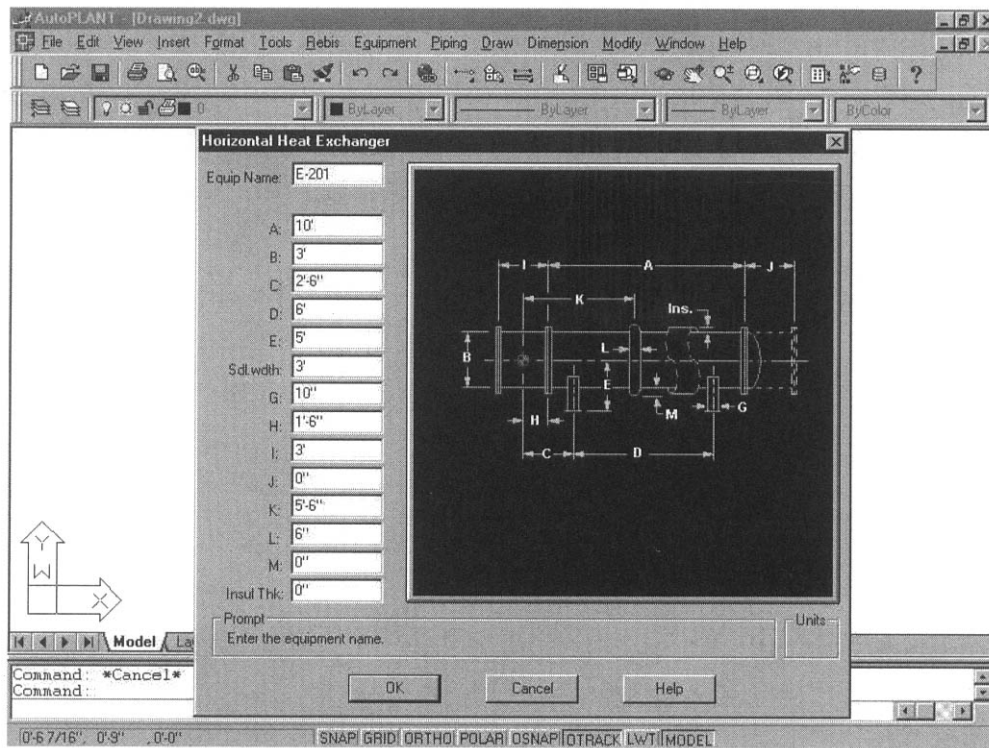 AutoPLANT - [Drawing2.dwg]
File Edit View Insert Format Tools Rebis Equipment Piping Draw Dimension Modify Window Help
0 ByLayer ByLayer ByLayer ByColor
Horizontal Heat Exchanger
Equip Name: E-201
A: 10'
B: 3'
C: 2'-6"
D: 6'
E: 5'
Sdl.wdth: 3'
G: 10"
H: 1'-6"
I: 3'
J: 0"
K: 5'-6"
L: 6"
M: 0"
Insul Thk: 0"
I A J
K
Ins.
B L E M G
H
C D
Prompt
Enter the equipment name.
Units
OK Cancel Help
Y
W
X
Model
Command: *Cancel*
Command:
0'-6 7/16", 0'-9" ,0'-0" SNAP GRID ORTHO POLAR OSNAP OTRACK LWT MODEL